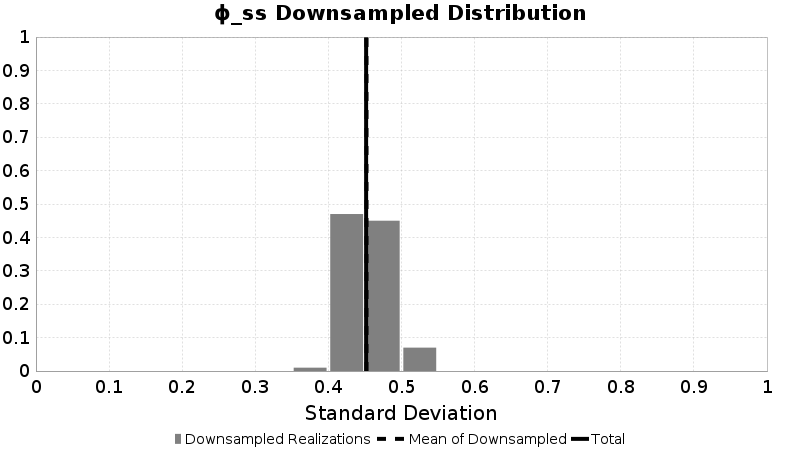 ϕ_ss Downsampled Distribution
1
0.9
0.8
0.7
0.6
0.5
0.4
0.3
0.2
0.1
0
0 0.1 0.2 0.3 0.4 0.5 0.6 0.7 0.8 0.9 1
Standard Deviation
Downsampled Realizations Mean of Downsampled Total